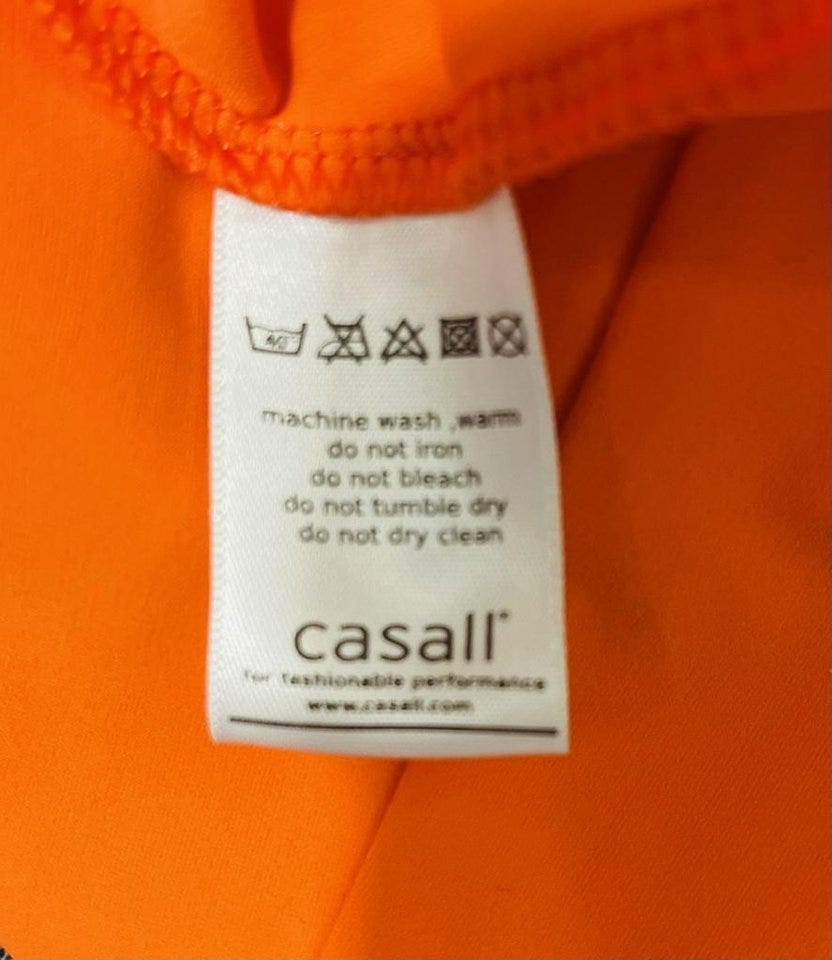 40°
machine wash ,warm
do not iron
do not bleach
do not tumble dry
do not dry clean
casall®
for fashionable performance
www.casall.com